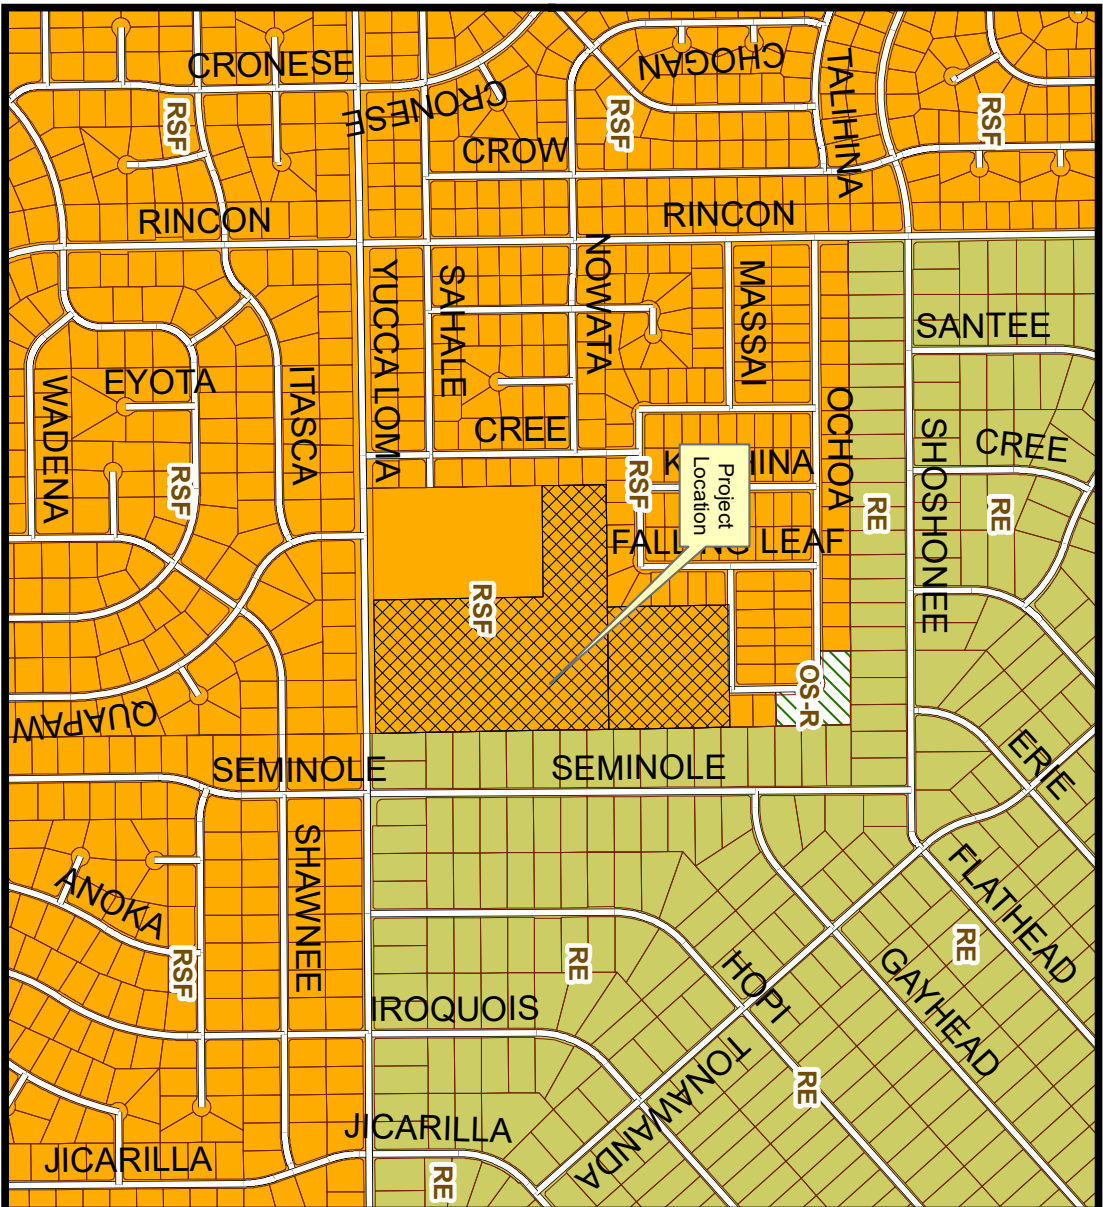 CRONESE
CHOGAN
TALIHINA
CRONESE
RSF
RSF
RSF
CROW
RINCON
RINCON
YUCCA LOMA
SAHALE
NOWATA
MASSAI
SANTEE
WADENA
EYOTA
ITASCA
CREE
OCHOA
SHOSHONEE
CREE
RSF
RSF
Project
Location
RE
RE
FALLING LEAF
RSF
OS-R
QUAPAW
SEMINOLE
SEMINOLE
ERIE
SHAWNEE
ANOKA
RSF
FLATHEAD
RE
RE
HOPI
GAYHEAD
IROQUOIS
TONAWANDA
RE
JICARILLA
JICARILLA
RE